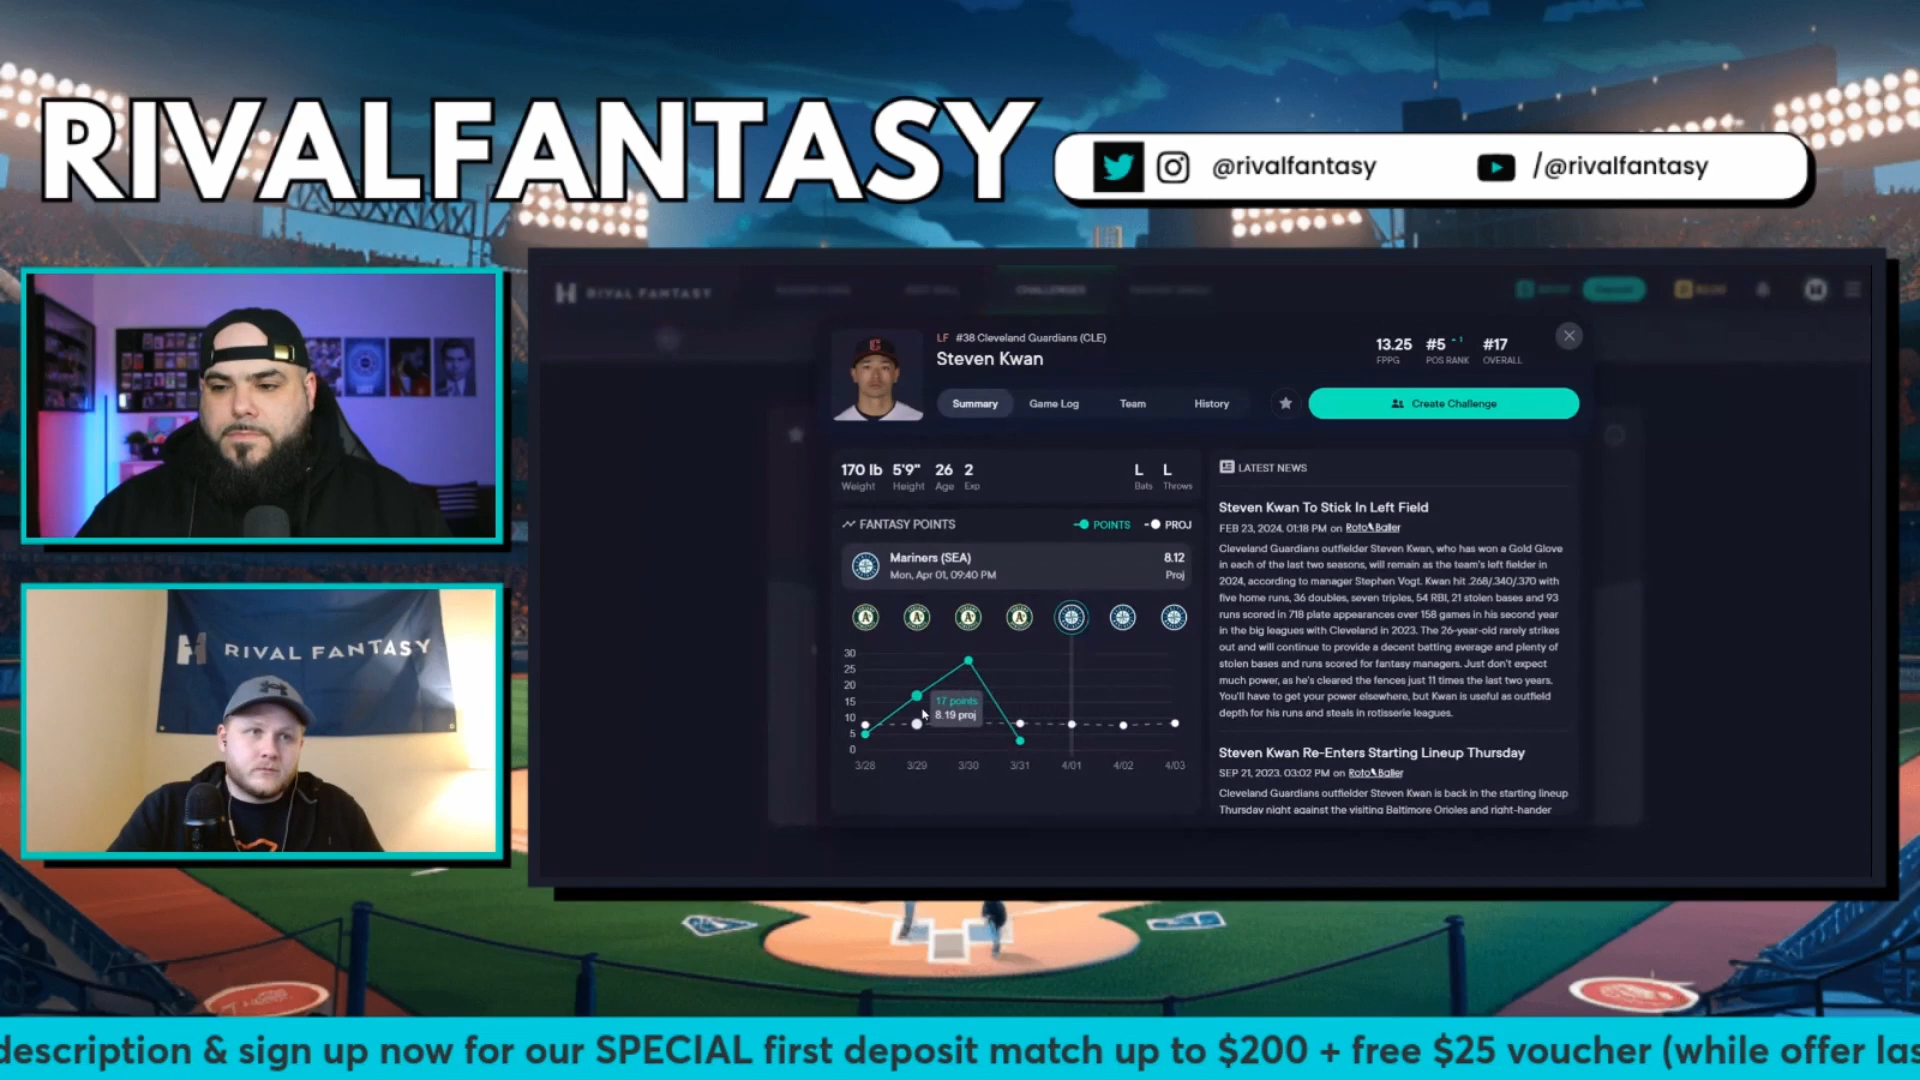 RIVALFANTASY
@rivalfantasy
/@rivalfantasy
RIVAL FANTASY
CHALLENGES
LF #38 Cleveland Guardians (CLE)
Steven Kwan
13.25 #5 1 #17
FPPG POS RANK OVERALL
Summary Game Log Team History
Create Challenge
170 lb 5'9" 26 2 L L
Weight Height Age Exp Bats Throws
FANTASY POINTS POINTS PROJ
Mariners (SEA) 8.12
Mon, Apr 01, 09:40 PM Proj
30
25
20
15
10
5
0
17 points
8.19 proj
3/28 3/29 3/30 3/31 4/01 4/02 4/03
LATEST NEWS
Steven Kwan To Stick In Left Field
FEB 23, 2024. 01:18 PM on RotoBaller
Cleveland Guardians outfielder Steven Kwan, who has won a Gold Glove
in each of the last two seasons, will remain as the team's left fielder in
2024, according to manager Stephen Vogt. Kwan hit .268/.340/.370 with
five home runs, 36 doubles, seven triples, 54 RBI, 21 stolen bases and 93
runs scored in 718 plate appearances over 158 games in his second year
in the big leagues with Cleveland in 2023. The 26-year-old rarely strikes
out and will continue to provide a decent batting average and plenty of
stolen bases and runs scored for fantasy managers. Just don't expect
much power, as he's cleared the fences just 11 times the last two years.
You'll have to get your power elsewhere, but Kwan is useful as outfield
depth for his runs and steals in rotisserie leagues.
Steven Kwan Re-Enters Starting Lineup Thursday
SEP 21, 2023. 03:02 PM on RotoBaller
Cleveland Guardians outfielder Steven Kwan is back in the starting lineup
Thursday night against the visiting Baltimore Orioles and right-hander
RIVAL FANTASY
description & sign up now for our SPECIAL first deposit match up to $200 + free $25 voucher (while offer las